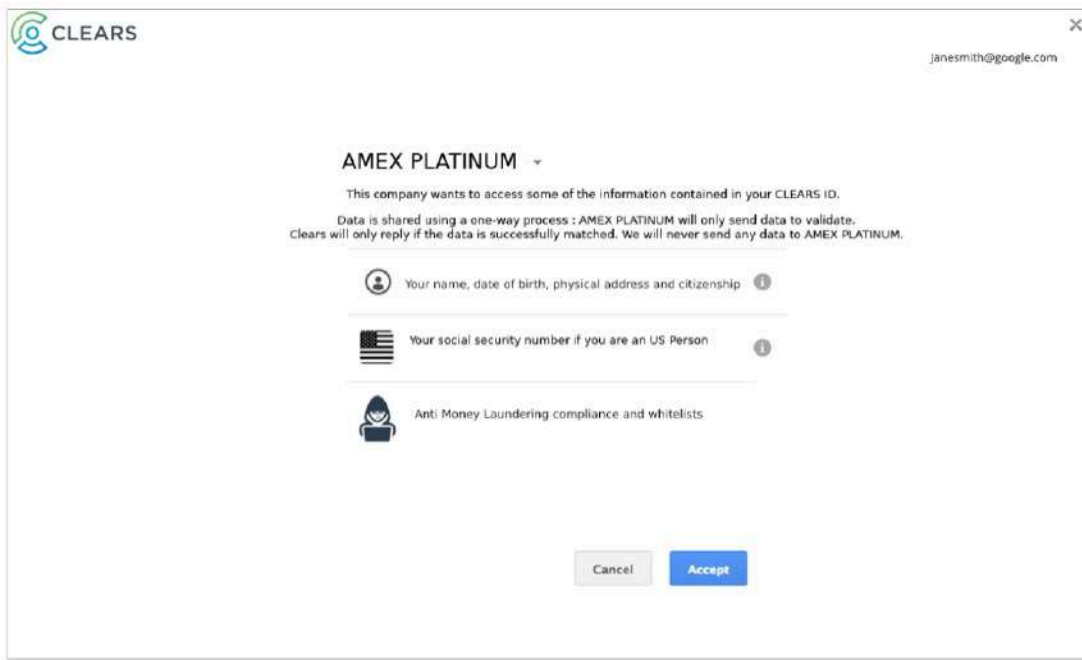 CLEARS
janesmith@google.com
AMEX PLATINUM
This company wants to access some of the information contained in your CLEARS ID.
Data is shared using a one-way process : AMEX PLATINUM will only send data to validate.
Clears will only reply if the data is successfully matched. We will never send any data to AMEX PLATINUM.
Your name, date of birth, physical address and citizenship
Your social security number if you are an US Person
Anti Money Laundering compliance and whitelists
Cancel
Accept